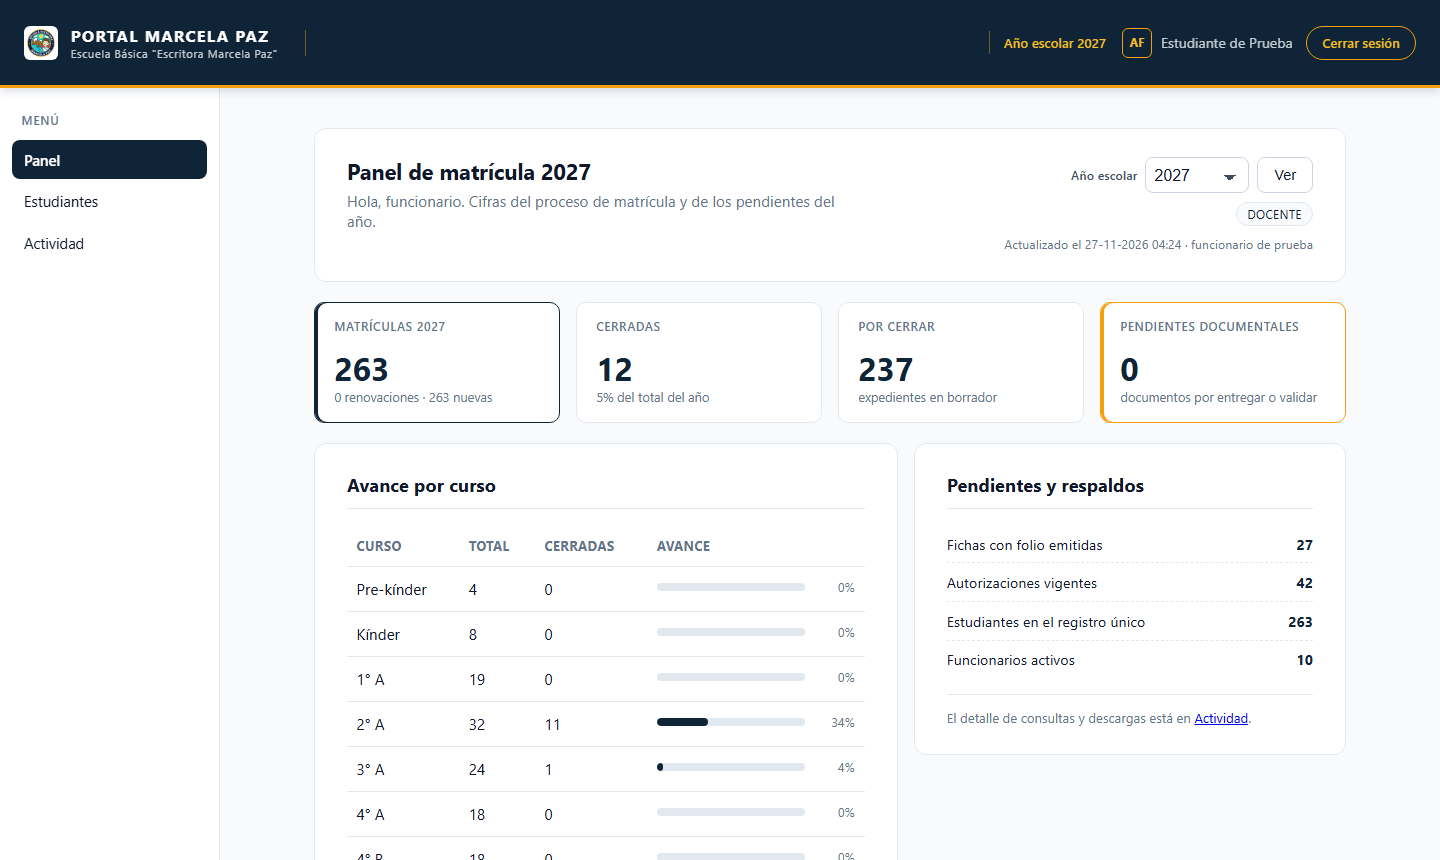 PORTAL MARCELA PAZ
Escuela Básica "Escritora Marcela Paz"
Año escolar 2027
AF
Estudiante de Prueba
Cerrar sesión
MENÚ
Panel
Estudiantes
Actividad
Panel de matrícula 2027
Hola, funcionario. Cifras del proceso de matrícula y de los pendientes del
año.
Año escolar
2027
Ver
DOCENTE
Actualizado el 27-11-2026 04:24 · funcionario de prueba
MATRÍCULAS 2027
263
0 renovaciones · 263 nuevas
CERRADAS
12
5% del total del año
POR CERRAR
237
expedientes en borrador
PENDIENTES DOCUMENTALES
0
documentos por entregar o validar
Avance por curso
CURSO TOTAL CERRADAS AVANCE
Pre-kínder 4 0 0%
Kínder 8 0 0%
1° A 19 0 0%
2° A 32 11 34%
3° A 24 1 4%
4° A 18 0 0%
4° B 18 0 0%
Pendientes y respaldos
Fichas con folio emitidas 27
Autorizaciones vigentes 42
Estudiantes en el registro único 263
Funcionarios activos 10
El detalle de consultas y descargas está en Actividad.